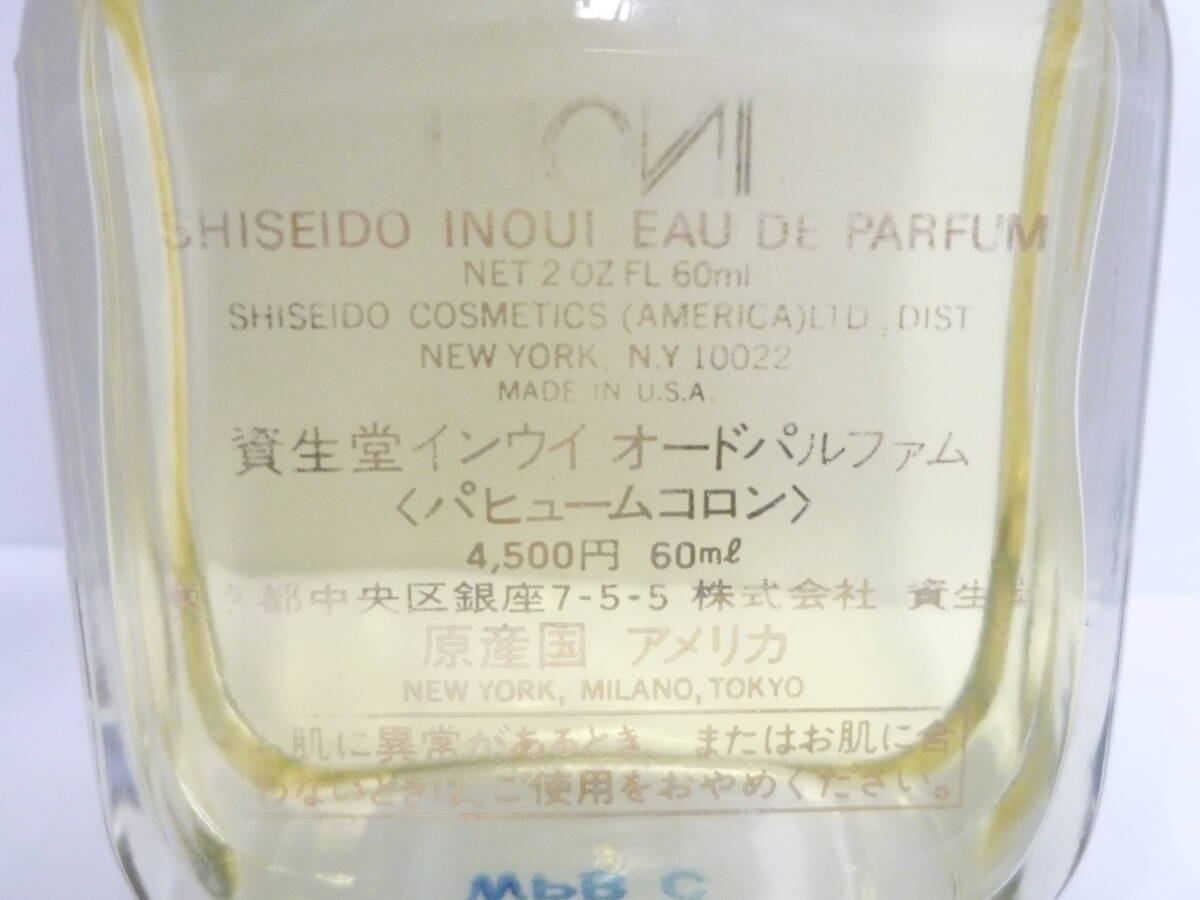 SHISEIDO INOUI EAU DE PARFUM
NET 2 OZ FL 60ml
SHISEIDO COSMETICS (AMERICA)LTD., DIST.
NEW YORK, N.Y. 10022
MADE IN U.S.A.
資生堂インウイ オードパルファム
〈パヒュームコロン〉
4,500円 60ml
東京都中央区銀座7-5-5 株式会社 資生堂
原産国 アメリカ
NEW YORK, MILANO, TOKYO
お肌に異常があるとき、またはお肌に合
わないときは、ご使用をおやめください。